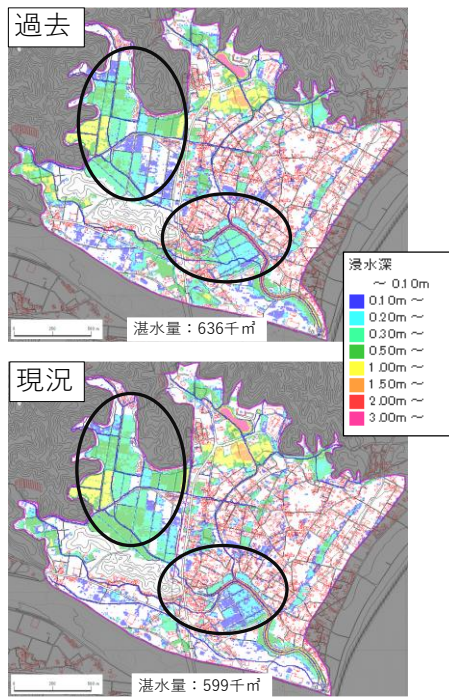 過去
湛水量：636千㎥
浸水深
～ 0.10m
0.10m ～
0.20m ～
0.30m ～
0.50m ～
1.00m ～
1.50m ～
2.00m ～
3.00m ～
現況
湛水量：599千㎥